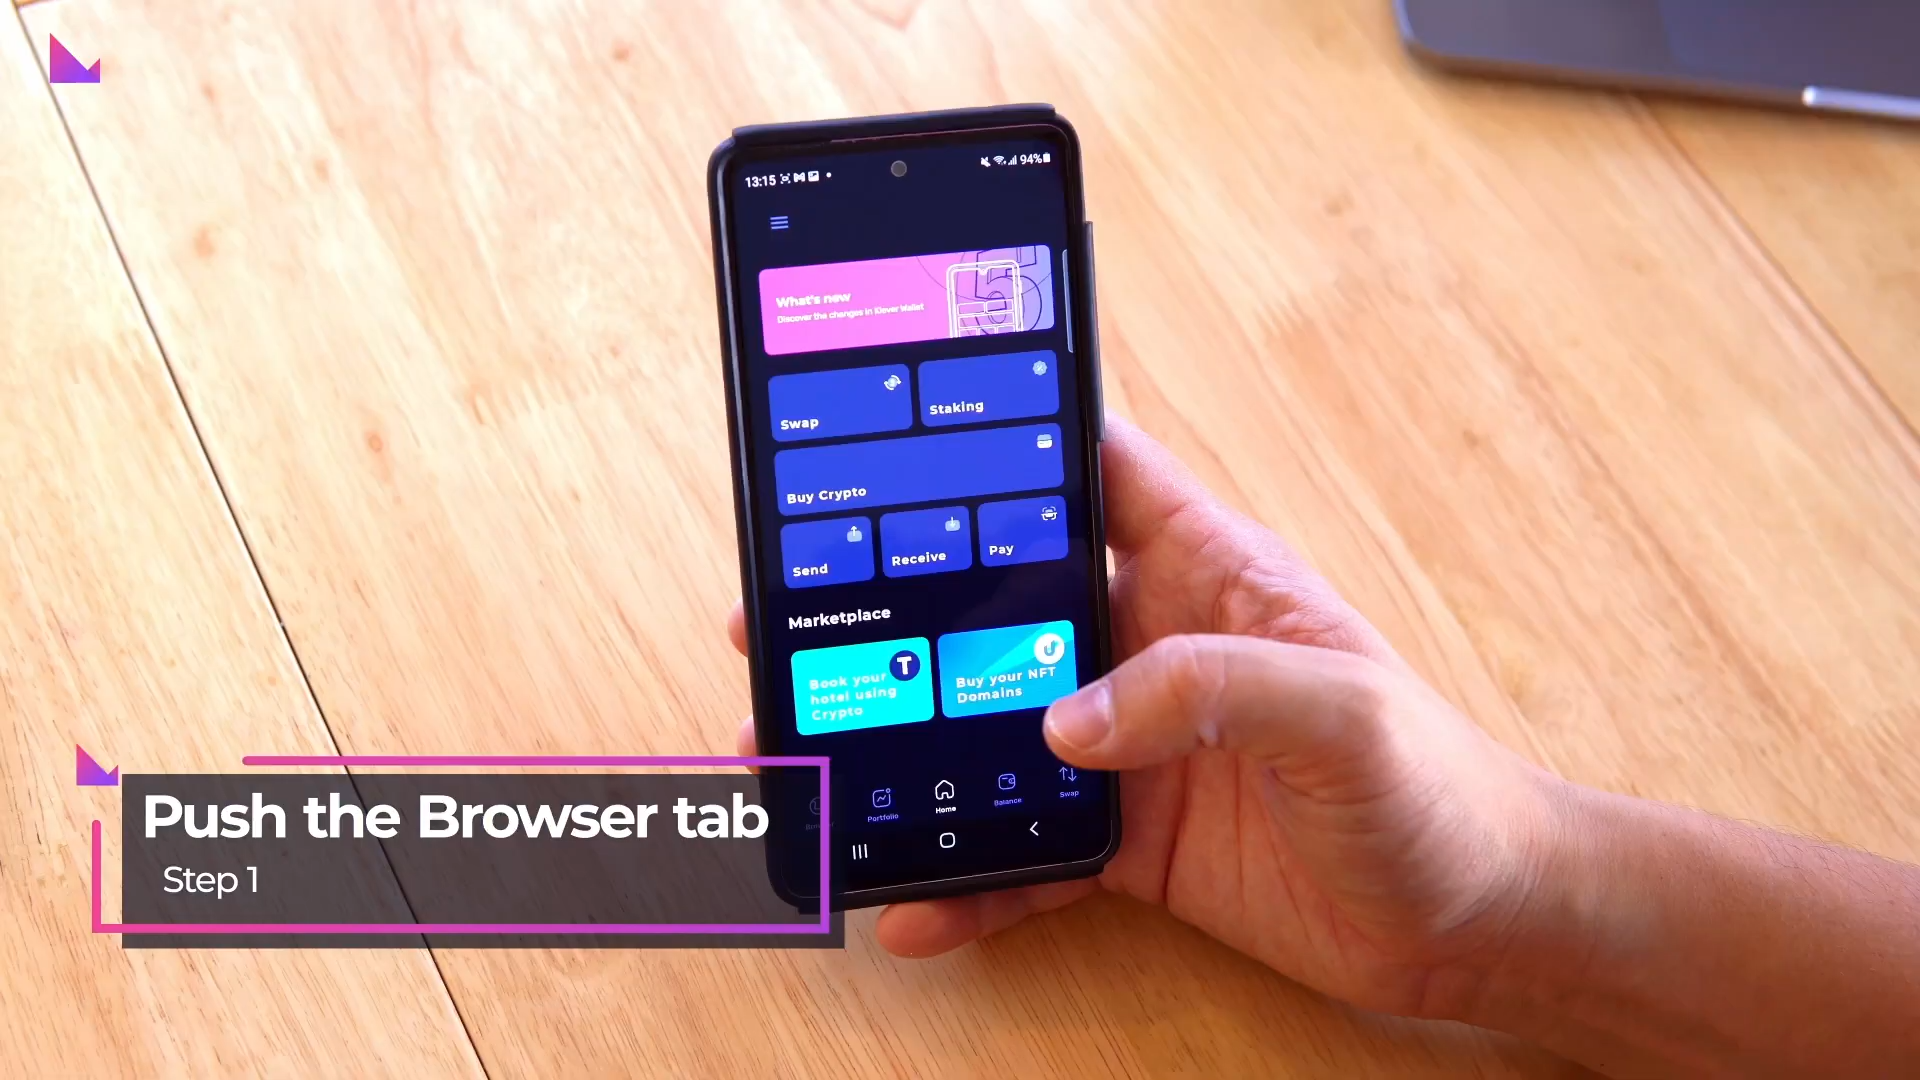 13:15
94%
What's new
Discover the changes in Klever Wallet
Swap
Staking
Buy Crypto
Send
Receive
Pay
Marketplace
Book your
hotel using
Crypto
T
Buy your NFT
Domains
Portfolio
Home
Balance
Swap
Push the Browser tab
Step 1